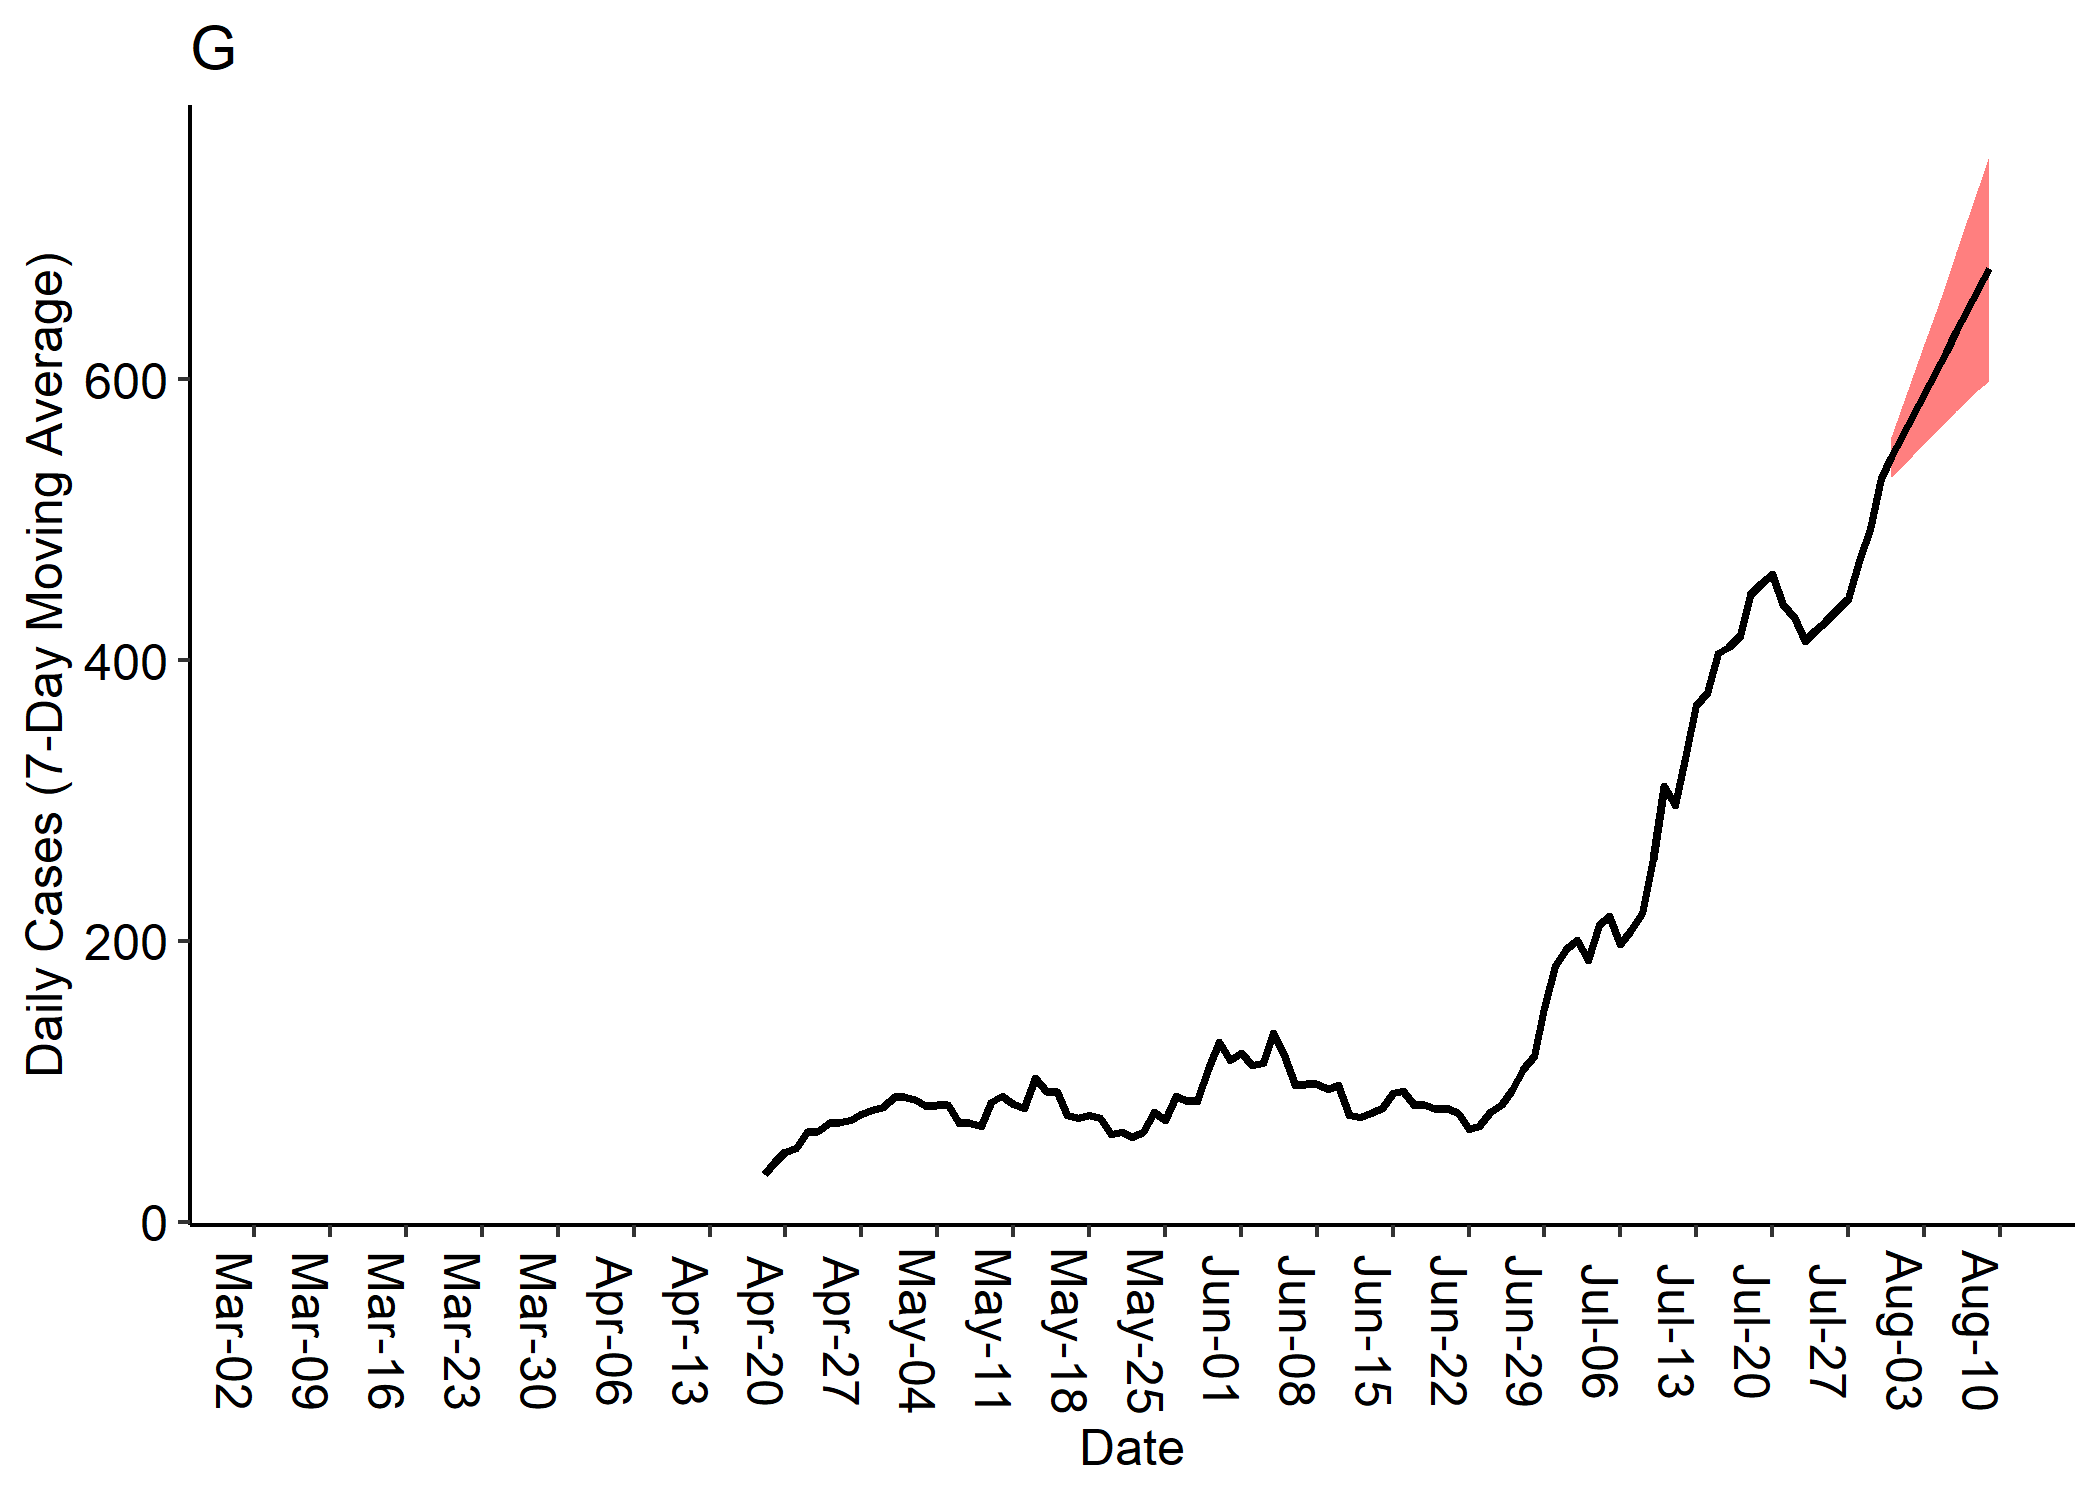 G
Daily Cases (7-Day Moving Average)
600
400
200
0
Mar-02
Mar-09
Mar-16
Mar-23
Mar-30
Apr-06
Apr-13
Apr-20
Apr-27
May-04
May-11
May-18
May-25
Jun-01
Jun-08
Jun-15
Jun-22
Jun-29
Jul-06
Jul-13
Jul-20
Jul-27
Aug-03
Aug-10
Date